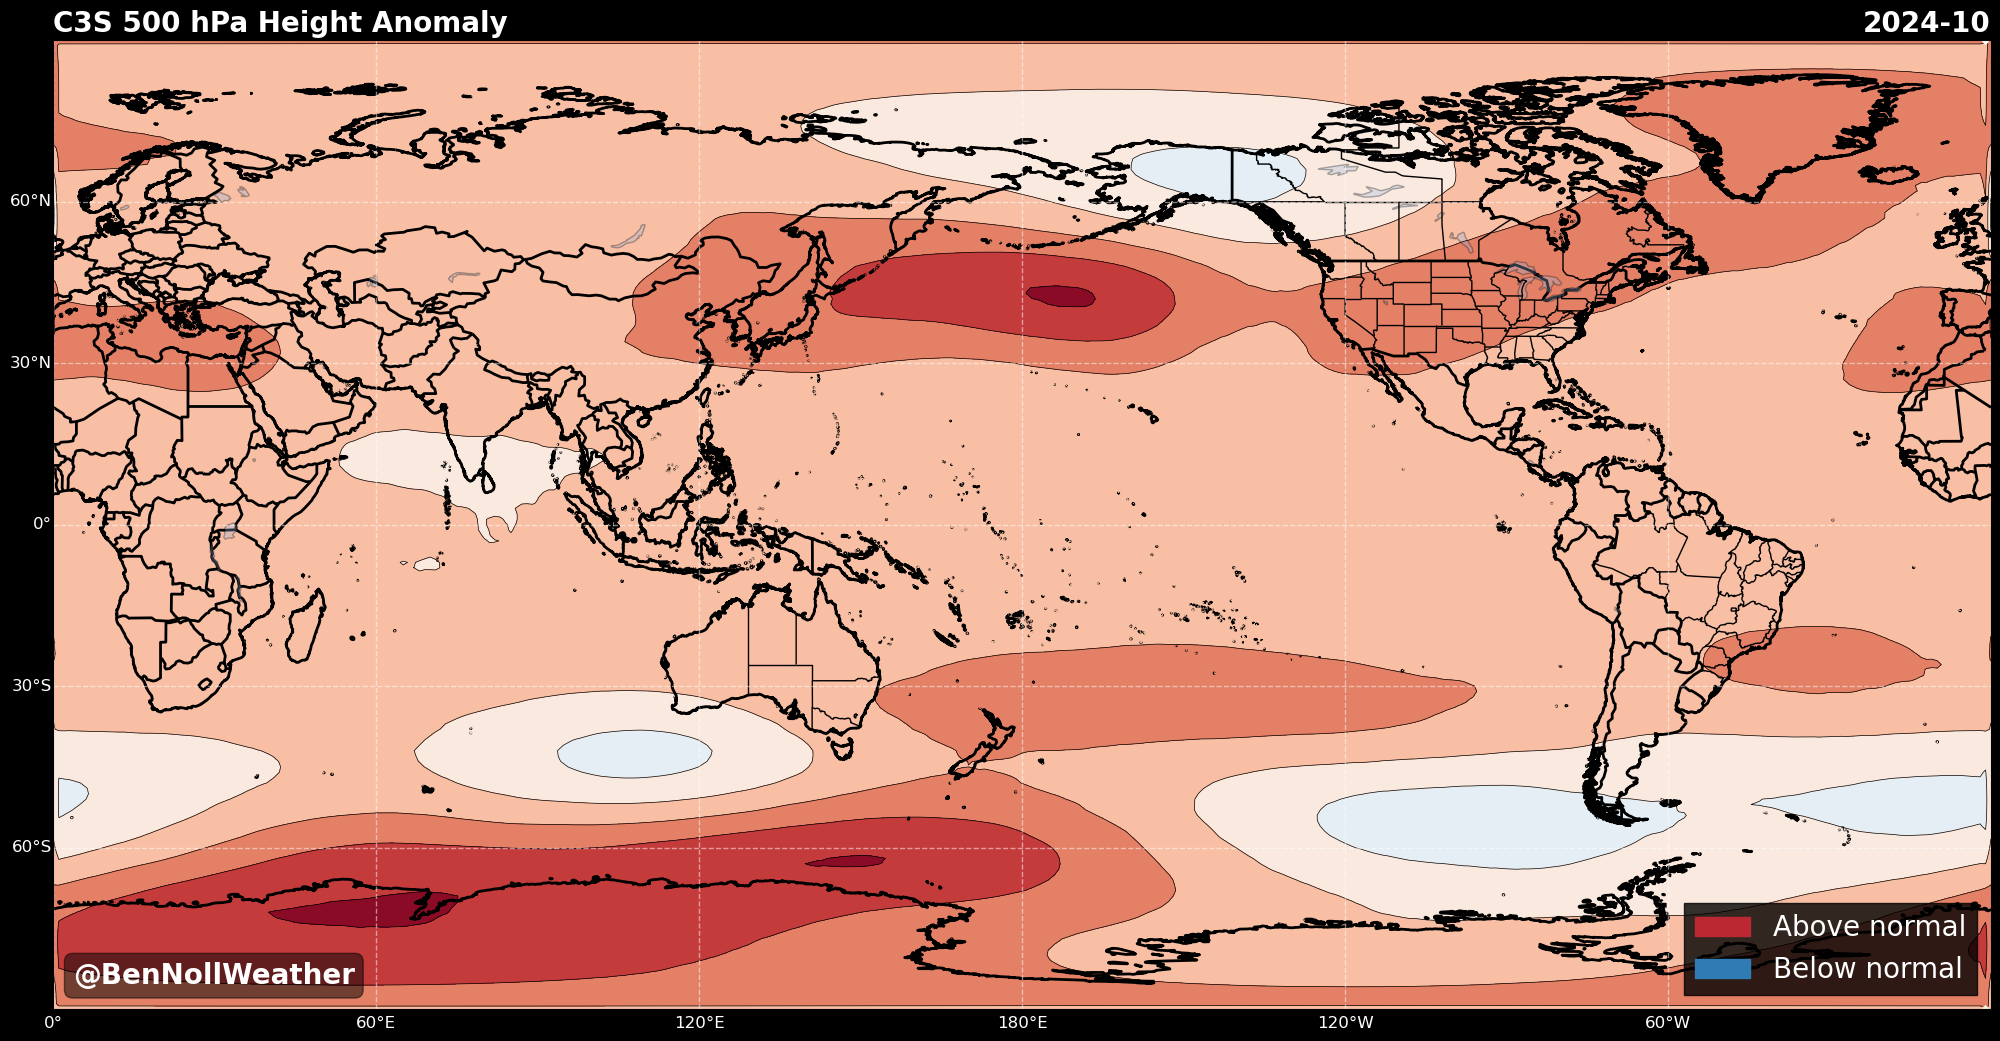 C3S 500 hPa Height Anomaly
2024-10
60°N
30°N
0°
30°S
60°S
0°
60°E
120°E
180°E
120°W
60°W
@BenNollWeather
Above normal
Below normal